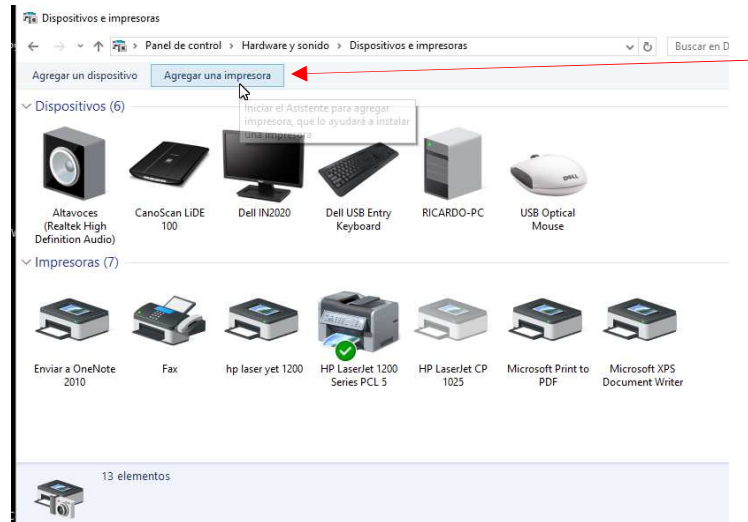 Dispositivos e impresoras
Panel de control > Hardware y sonido > Dispositivos e impresoras
Buscar en D
Agregar un dispositivo
Agregar una impresora
Iniciar el Asistente para agregar
impresora, que lo ayudará a instalar
una impresora
Dispositivos (6)
DELL
Altavoces
(Realtek High
Definition Audio)
CanoScan LiDE
100
Dell IN2020
Dell USB Entry
Keyboard
RICARDO-PC
USB Optical
Mouse
Impresoras (7)
Enviar a OneNote
2010
Fax
hp laser yet 1200
HP LaserJet 1200
Series PCL 5
HP LaserJet CP
1025
Microsoft Print to
PDF
Microsoft XPS
Document Writer
13 elementos